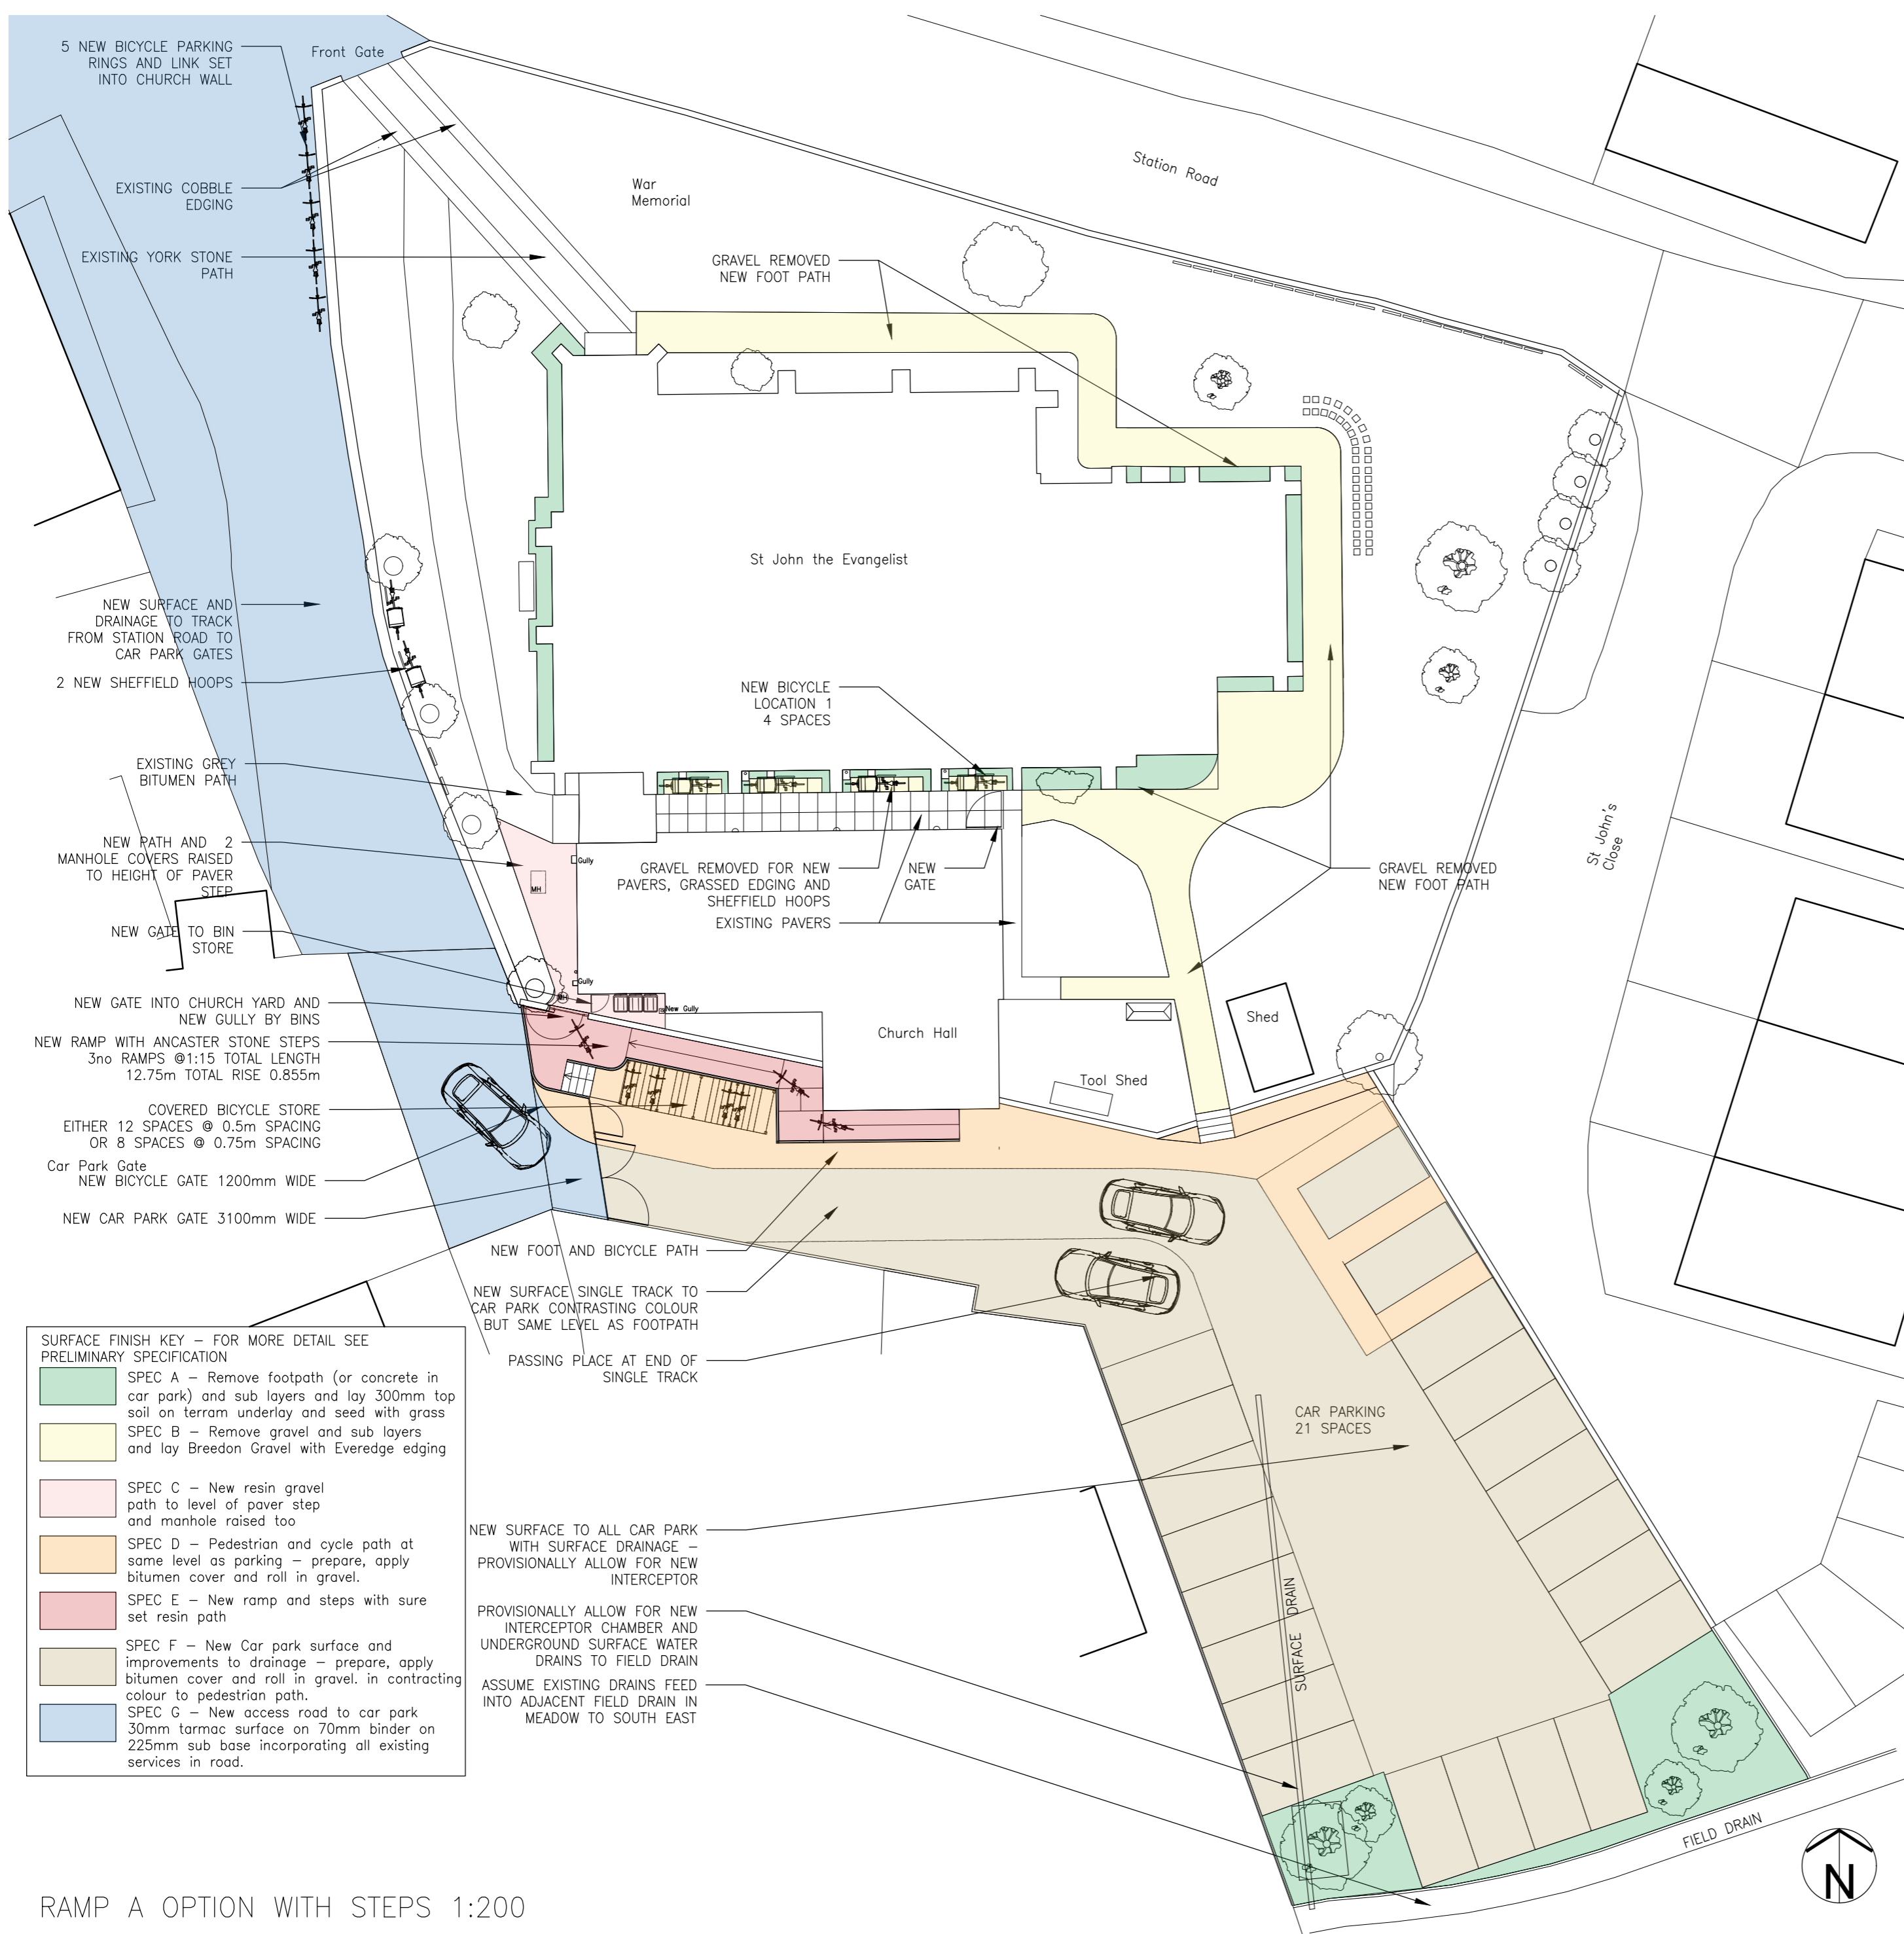 5 NEW BICYCLE PARKING
RINGS AND LINK SET
INTO CHURCH WALL
Front Gate
EXISTING COBBLE
EDGING
War
Memorial
Station Road
EXISTING YORK STONE
PATH
GRAVEL REMOVED
NEW FOOT PATH
St John the Evangelist
NEW SURFACE AND
DRAINAGE TO TRACK
FROM STATION ROAD TO
CAR PARK GATES
2 NEW SHEFFIELD HOOPS
NEW BICYCLE
LOCATION 1
4 SPACES
EXISTING GREY
BITUMEN PATH
NEW PATH AND 2
MANHOLE COVERS RAISED
TO HEIGHT OF PAVER
STEP
Gully
MH
GRAVEL REMOVED FOR NEW
PAVERS, GRASSED EDGING AND
SHEFFIELD HOOPS
NEW
GATE
GRAVEL REMOVED
NEW FOOT PATH
St John's
Close
EXISTING PAVERS
NEW GATE TO BIN
STORE
Gully
MH
New Gully
NEW GATE INTO CHURCH YARD AND
NEW GULLY BY BINS
Church Hall
Shed
NEW RAMP WITH ANCASTER STONE STEPS
3no RAMPS @1:15 TOTAL LENGTH
12.75m TOTAL RISE 0.855m
Tool Shed
COVERED BICYCLE STORE
EITHER 12 SPACES @ 0.5m SPACING
OR 8 SPACES @ 0.75m SPACING
Car Park Gate
NEW BICYCLE GATE 1200mm WIDE
NEW CAR PARK GATE 3100mm WIDE
NEW FOOT AND BICYCLE PATH
NEW SURFACE SINGLE TRACK TO
CAR PARK CONTRASTING COLOUR
BUT SAME LEVEL AS FOOTPATH
PASSING PLACE AT END OF
SINGLE TRACK
CAR PARKING
21 SPACES
NEW SURFACE TO ALL CAR PARK
WITH SURFACE DRAINAGE –
PROVISIONALLY ALLOW FOR NEW
INTERCEPTOR
PROVISIONALLY ALLOW FOR NEW
INTERCEPTOR CHAMBER AND
UNDERGROUND SURFACE WATER
DRAINS TO FIELD DRAIN
ASSUME EXISTING DRAINS FEED
INTO ADJACENT FIELD DRAIN IN
MEADOW TO SOUTH EAST
SURFACE DRAIN
FIELD DRAIN
N
SURFACE FINISH KEY – FOR MORE DETAIL SEE
PRELIMINARY SPECIFICATION
SPEC A – Remove footpath (or concrete in
car park) and sub layers and lay 300mm top
soil on terram underlay and seed with grass
SPEC B – Remove gravel and sub layers
and lay Breedon Gravel with Everedge edging
SPEC C – New resin gravel
path to level of paver step
and manhole raised too
SPEC D – Pedestrian and cycle path at
same level as parking – prepare, apply
bitumen cover and roll in gravel.
SPEC E – New ramp and steps with sure
set resin path
SPEC F – New Car park surface and
improvements to drainage – prepare, apply
bitumen cover and roll in gravel. in contracting
colour to pedestrian path.
SPEC G – New access road to car park
30mm tarmac surface on 70mm binder on
225mm sub base incorporating all existing
services in road.
RAMP A OPTION WITH STEPS 1:200